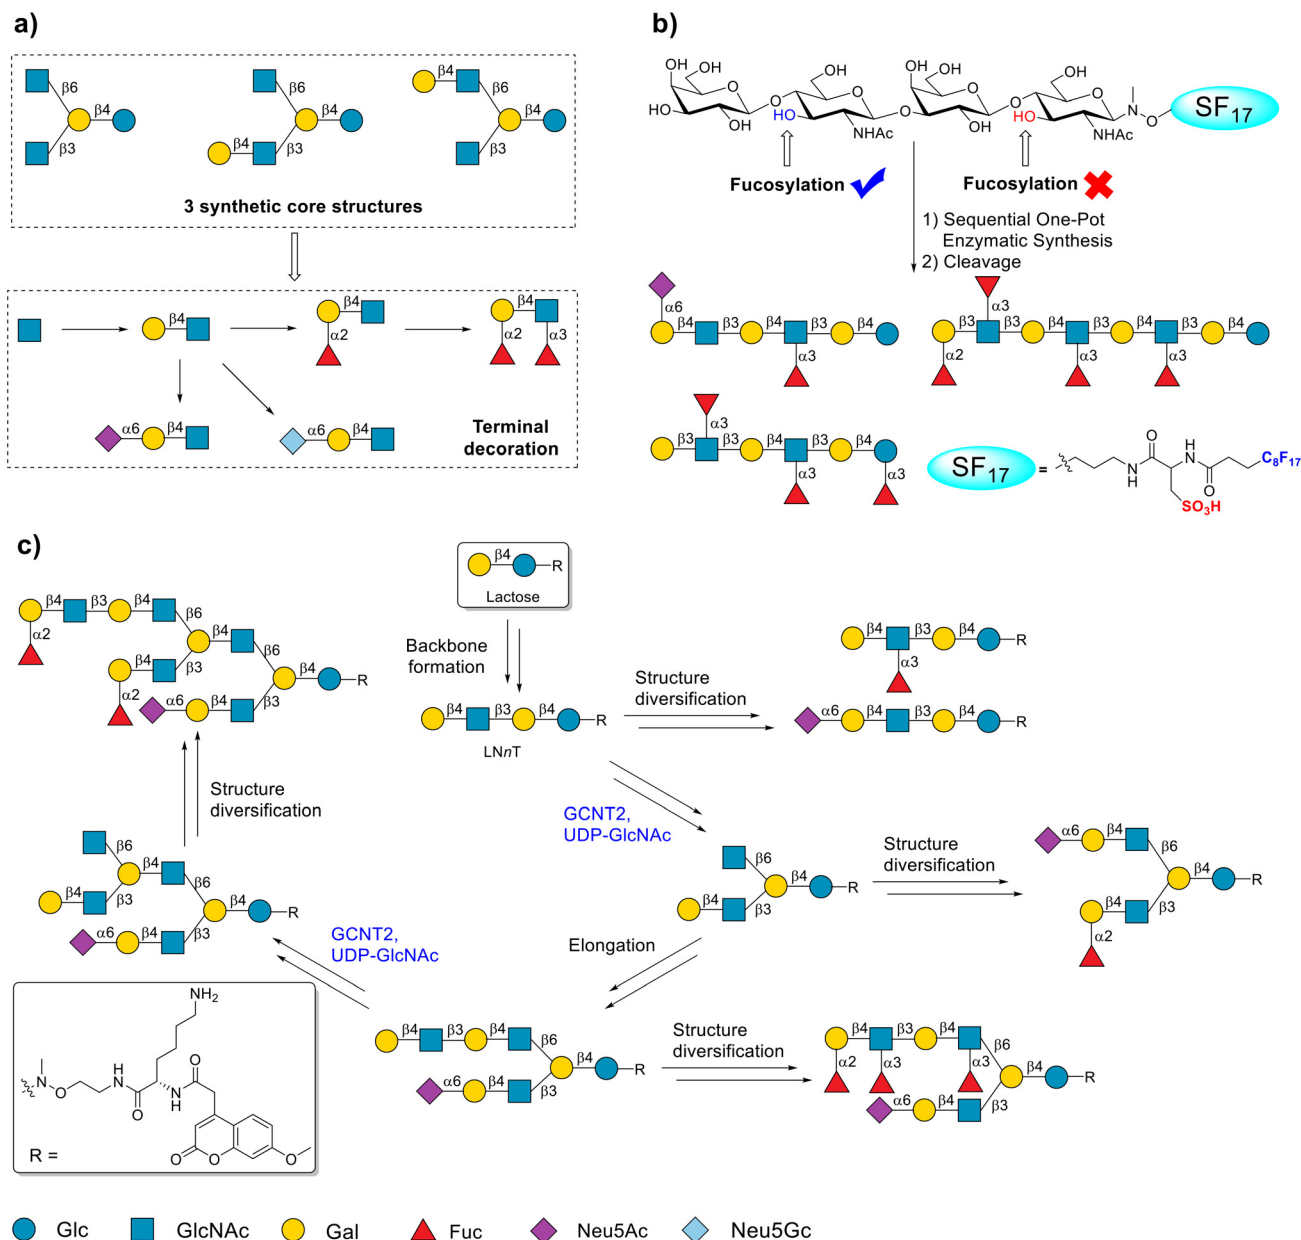 a)
β6
β4
β3
β6
β4
β4
β3
β4
β6
β4
β3
3 synthetic core structures
β4
β4
α2
β4
α2
α3
α6
β4
α6
β4
Terminal
decoration
b)
OH
OH
O
HO
OH
O
OH
O
HO
NHAc
O
OH
OH
O
OH
O
OH
O
HO
NHAc
N
O
SF17
Fucosylation
Fucosylation
1) Sequential One-Pot
Enzymatic Synthesis
2) Cleavage
α6
β4
β3
β4
β3
β4
α3
α3
β3
β3
β4
β3
β4
β3
β4
α2
α3
α3
α3
β3
β3
β4
β3
β4
α3
α3
SF17
=
N
H
O
H
N
O
C8F17
SO3H
c)
β4
R
Lactose
Backbone
formation
β4
β3
β4
R
LNnT
Structure
diversification
β4
β3
β4
R
α3
α6
β4
β3
β4
R
GCNT2,
UDP-GlcNAc
β6
β4
R
β4
β3
Structure
diversification
α6
β4
β6
β4
R
β4
β3
α2
Elongation
β4
β3
β4
β6
β4
R
α6
β4
β3
Structure
diversification
β4
β3
β4
β6
α2
α3
α3
β4
R
α6
β4
β3
GCNT2,
UDP-GlcNAc
β6
β4
β6
β4
β3
β4
R
α6
β4
β3
Structure
diversification
β4
β3
β4
β6
β4
α2
β4
β3
β6
β4
R
α2
α6
β4
β3
NH2
N
O
H
N
O
N
H
O
O
O
O
R =
Glc
GlcNAc
Gal
Fuc
Neu5Ac
Neu5Gc